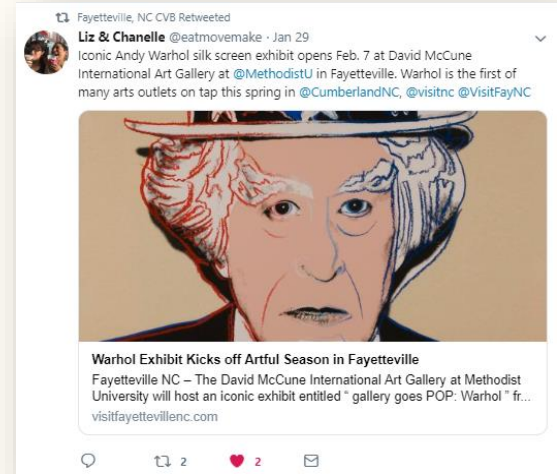 Fayetteville, NC CVB Retweeted
Liz & Chanelle @eatmovemake · Jan 29
Iconic Andy Warhol silk screen exhibit opens Feb. 7 at David McCune
International Art Gallery at @MethodistU in Fayetteville. Warhol is the first of
many arts outlets on tap this spring in @CumberlandNC, @visitnc @VisitFayNC
Warhol Exhibit Kicks off Artful Season in Fayetteville
Fayetteville NC – The David McCune International Art Gallery at Methodist
University will host an iconic exhibit entitled “ gallery goes POP: Warhol ” fr...
visitfayettevillenc.com
2 2